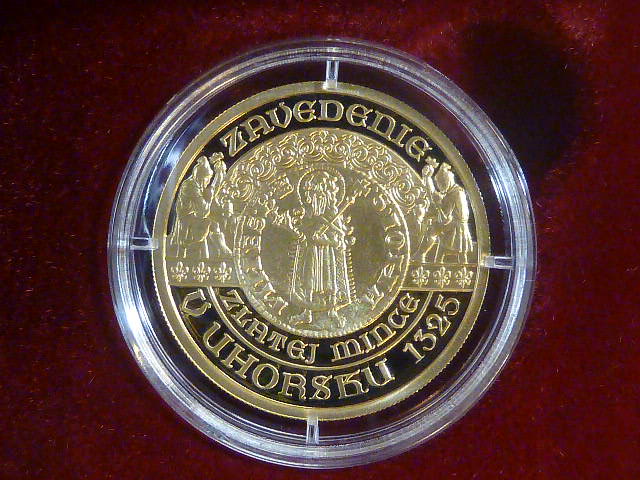 ZAVEDENIE
ZLATEJ MINCE
V UHORSKU 1325